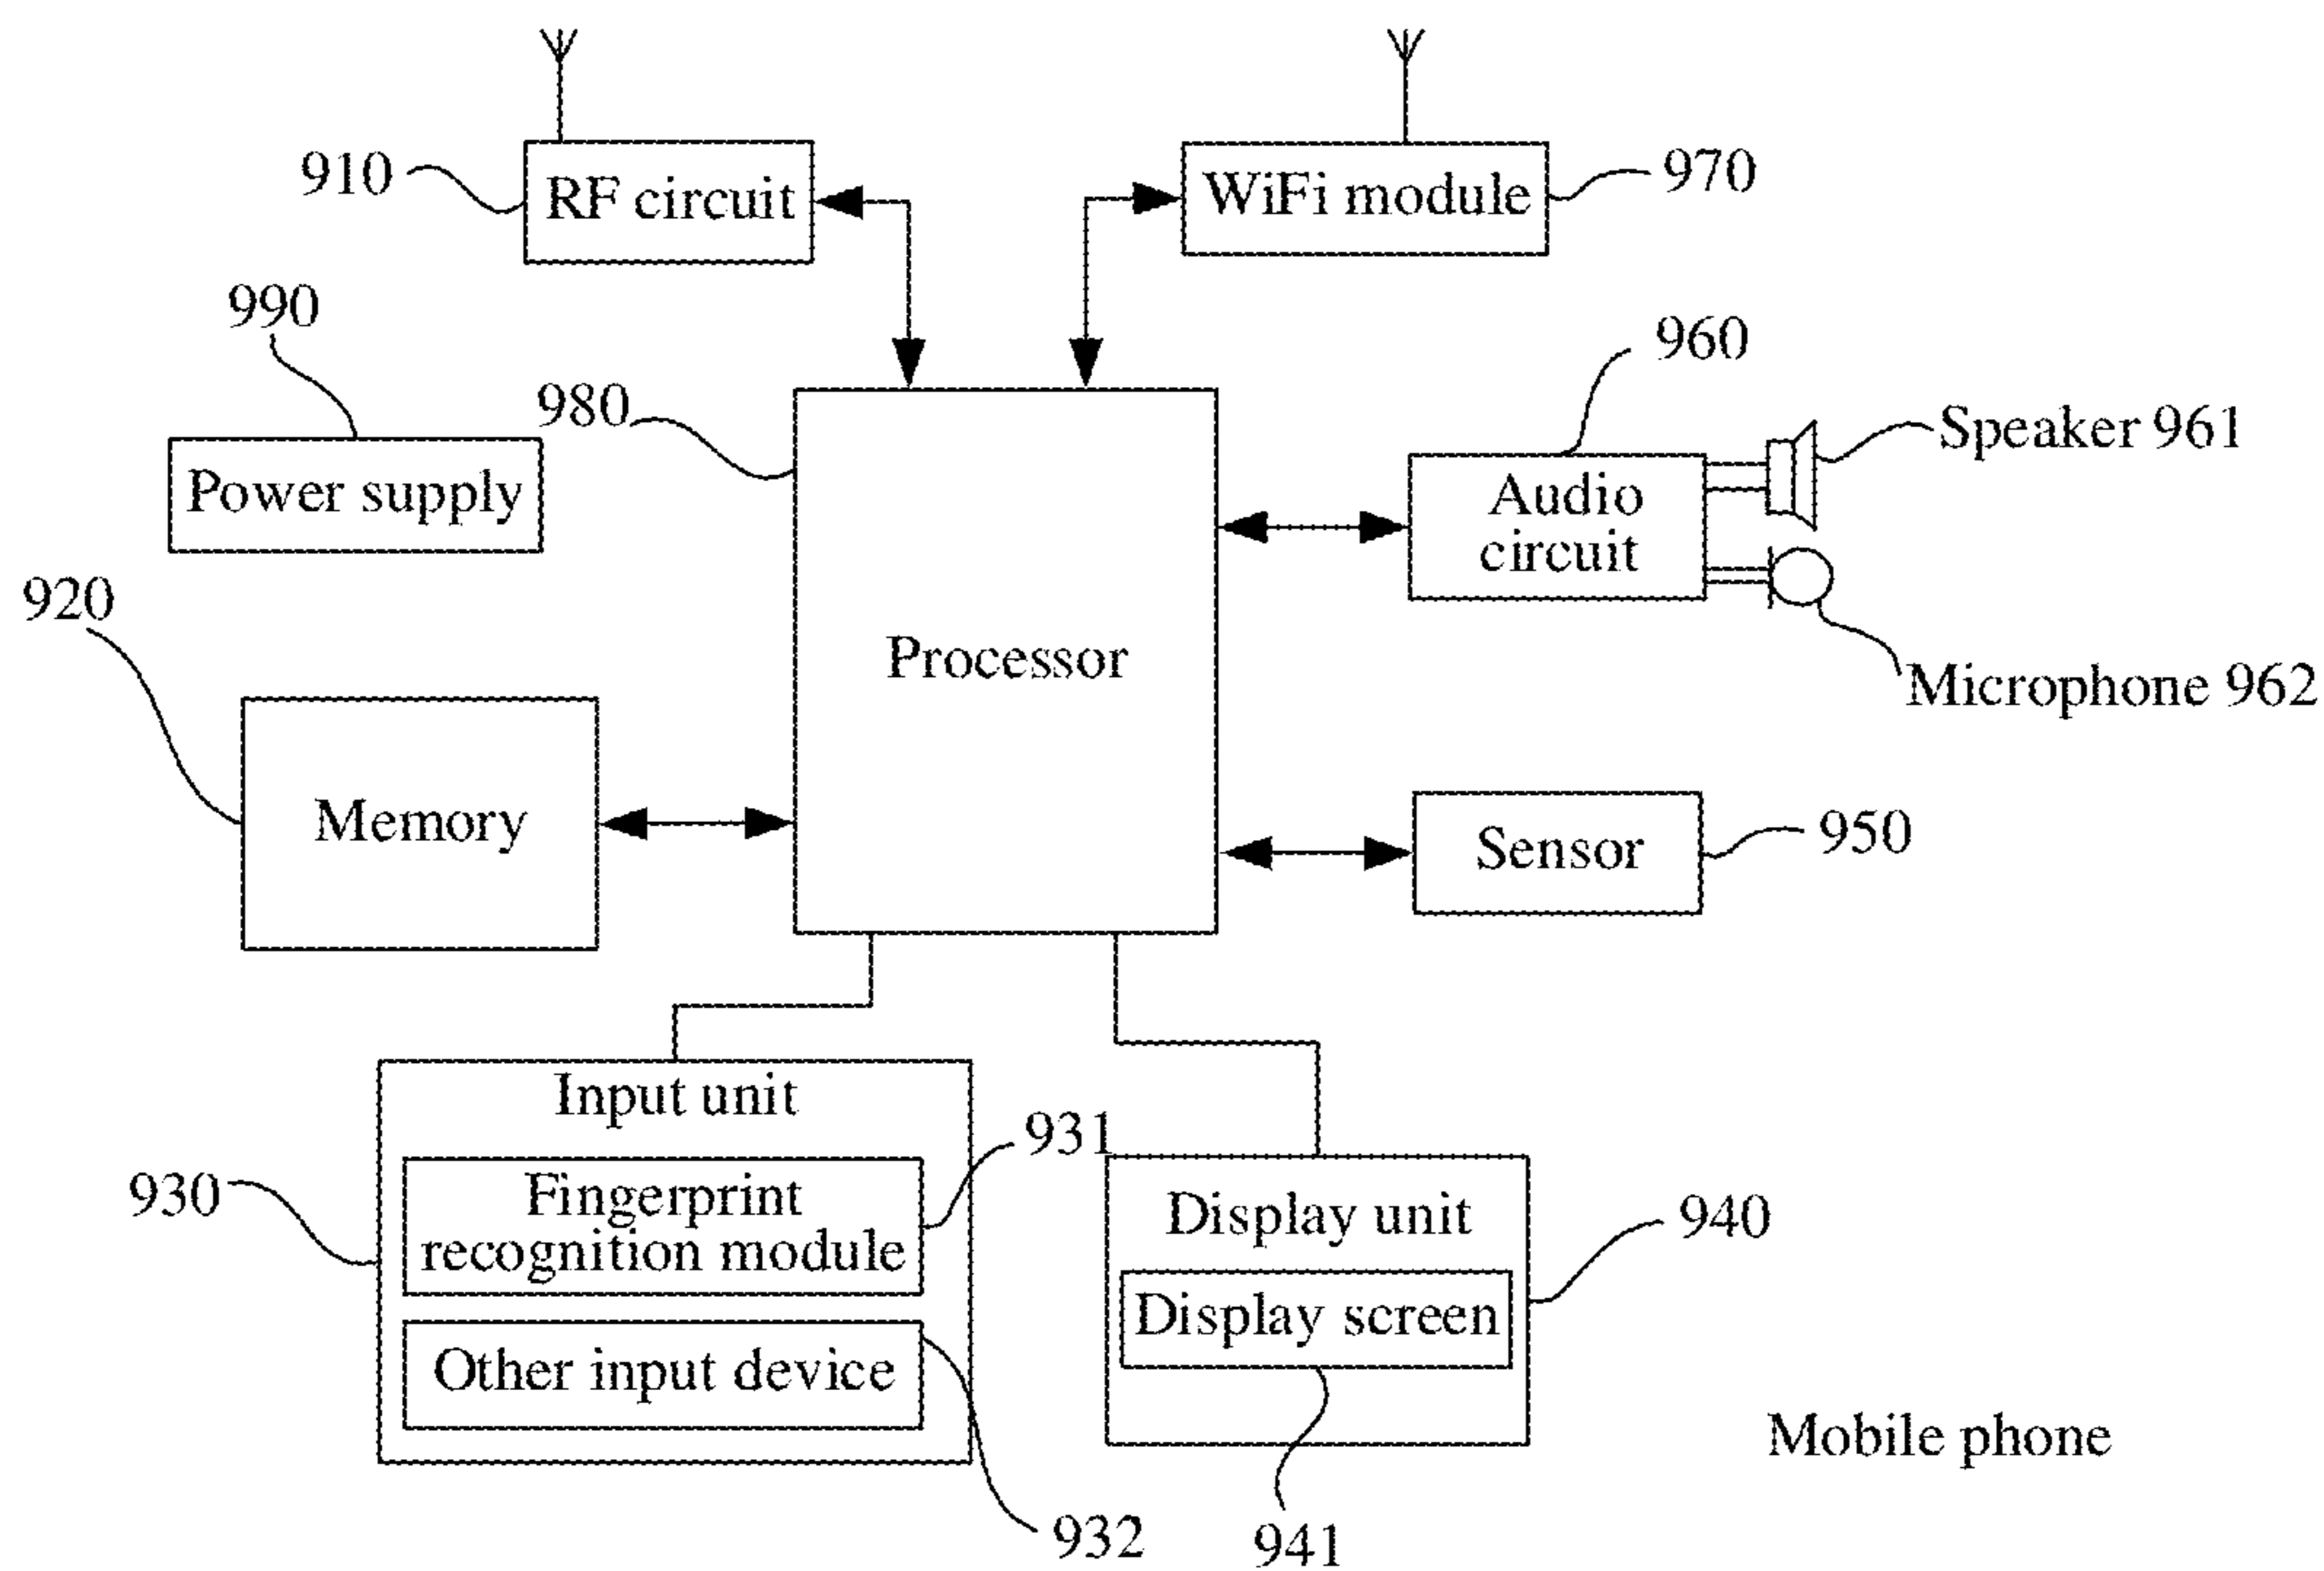 910
RF circuit
WiFi module
970
990
Power supply
980
960
Audio
circuit
Speaker 961
Microphone 962
920
Memory
Processor
Sensor
950
Input unit
930
Fingerprint
recognition module
931
Other input device
932
Display unit
940
Display screen
941
Mobile phone